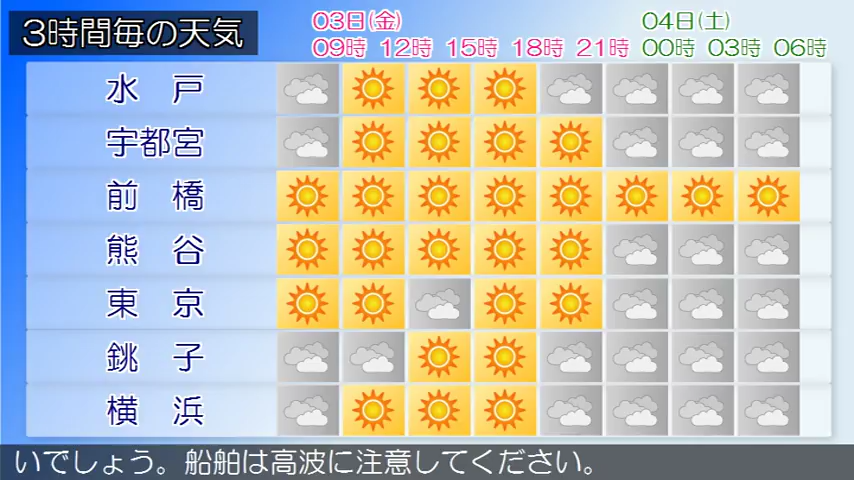 3時間毎の天気
03日(金) 04日(土)
09時 12時 15時 18時 21時 00時 03時 06時
水 戸
宇都宮
前 橋
熊 谷
東 京
銚 子
横 浜
いでしょう。船舶は高波に注意してください。